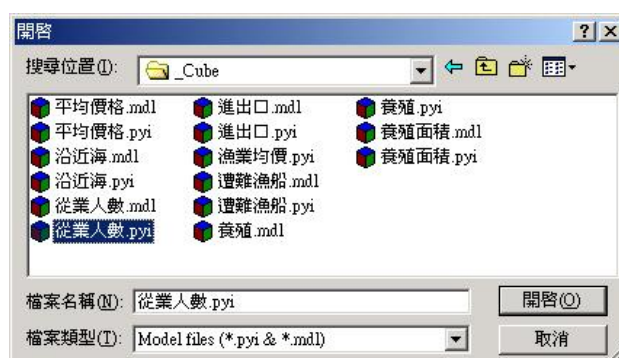 開啓
搜尋位置(I): _Cube
平均價格.mdl
平均價格.pyi
沿近海.mdl
沿近海.pyi
從業人數.mdl
從業人數.pyi
進出口.mdl
進出口.pyi
漁業均價.pyi
遭難漁船.mdl
遭難漁船.pyi
養殖.mdl
養殖.pyi
養殖面積.mdl
養殖面積.pyi
檔案名稱(N): 從業人數.pyi 開啓(O)
檔案類型(T): Model files (*.pyi & *.mdl) 取消